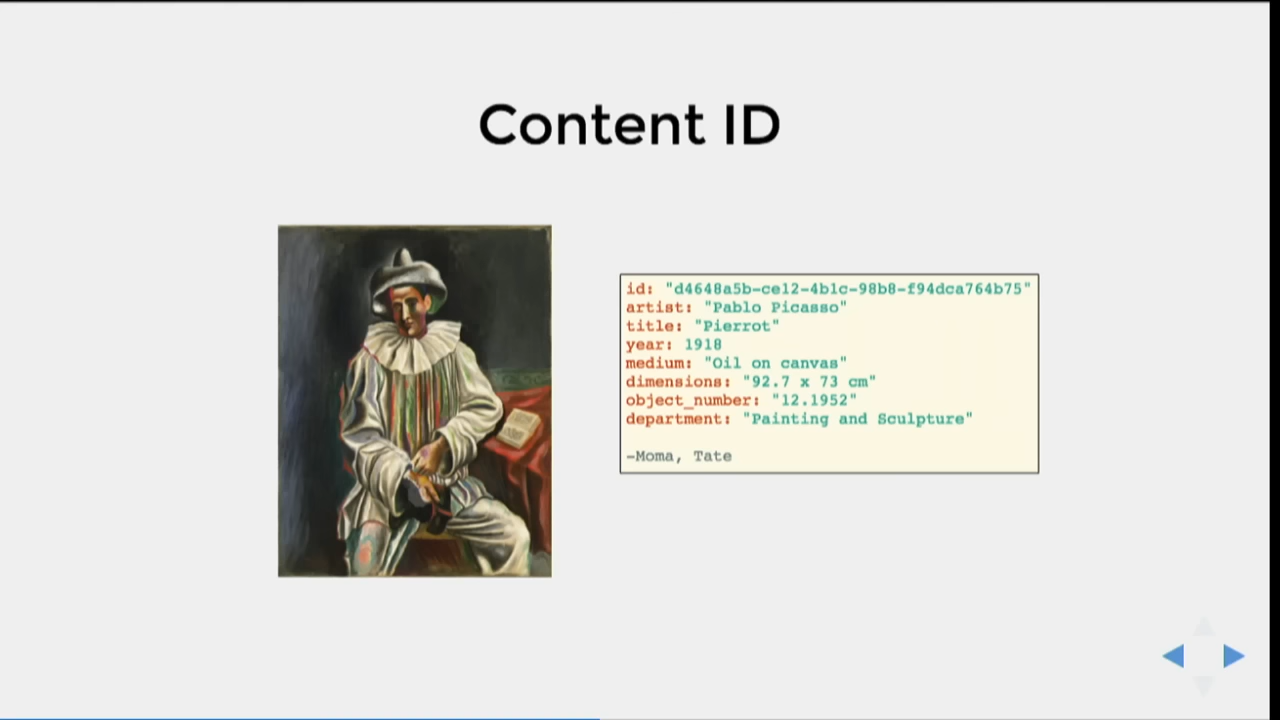 Content ID
id: "d4648a5b-ce12-4b1c-98b8-f94dca764b75"
artist: "Pablo Picasso"
title: "Pierrot"
year: 1918
medium: "Oil on canvas"
dimensions: "92.7 x 73 cm"
object_number: "12.1952"
department: "Painting and Sculpture"
—Moma, Tate